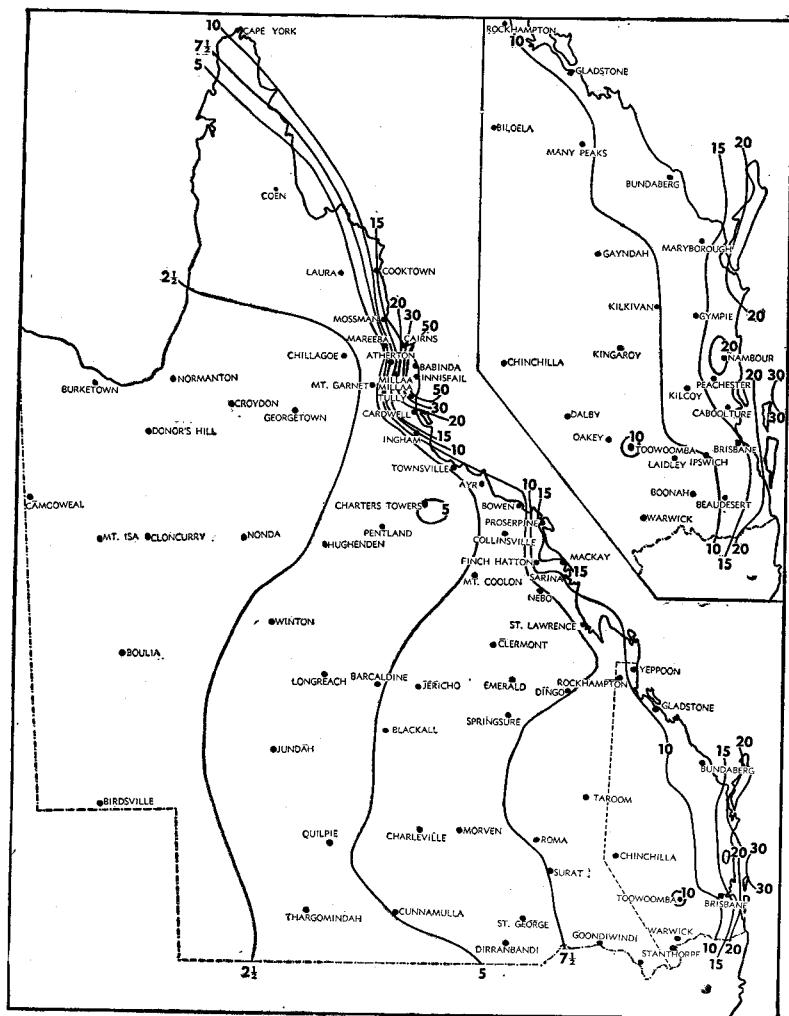 10
CAPE YORK
7½
5
COEN
15
LAURA
COOKTOWN
2½
20
30
50
MOSSMAN
MAREEBA
CAIRNS
CHILLAGOE
ATHERTON
BABINDA
INNISFAIL
MILLAA
MILLAA
MT. GARNET
TULLY
50
30
CARDWELL
20
15
10
INGHAM
BURKETOWN
NORMANTON
CROYDON
GEORGETOWN
DONOR'S HILL
TOWNSVILLE
AYR
CAMCOWEAL
CHARTERS TOWERS
5
10
15
BOWEN
PROSERPINE
COLLINSVILLE
MT. ISA
CLONCURRY
NONDA
HUGHENDEN
PENTLAND
FINCH HATTON
MACKAY
15
SARINA
MT. COOLON
NEBO
WINTON
ST. LAWRENCE
CLERMONT
BOULIA
LONGREACH
BARCALDINE
JERICHO
EMERALD
DINGO
ROCKHAMPTON
YEPPOON
GLADSTONE
SPRINGSURE
BLACKALL
JUNDAH
10
15
20
BUNDABERG
BIRDSVILLE
TAROOM
QUILPIE
CHARLEVILLE
MORVEN
ROMA
CHINCHILLA
20
30
SURAT
10
TOOWOOMBA
BRISBANE
30
THARGOMINDAH
CUNNAMULLA
ST. GEORGE
DIRRANBANDI
GOONDIWINDI
WARWICK
STANTHORPE
10
20
15
2½
5
7½
ROCKHAMPTON
10
GLADSTONE
BILOELA
MANY PEAKS
15
20
BUNDABERG
MARYBOROUGH
GAYNDAH
KILKIVAN
GYMPIE
20
KINGAROY
20
NAMBOUR
CHINCHILLA
PEACHESTER
20
30
KILCOY
CABOOLTURE
30
DALBY
OAKEY
10
TOOWOOMBA
BRISBANE
LAIDLEY
IPSWICH
BOONAH
BEAUDESERT
WARWICK
10
20
15